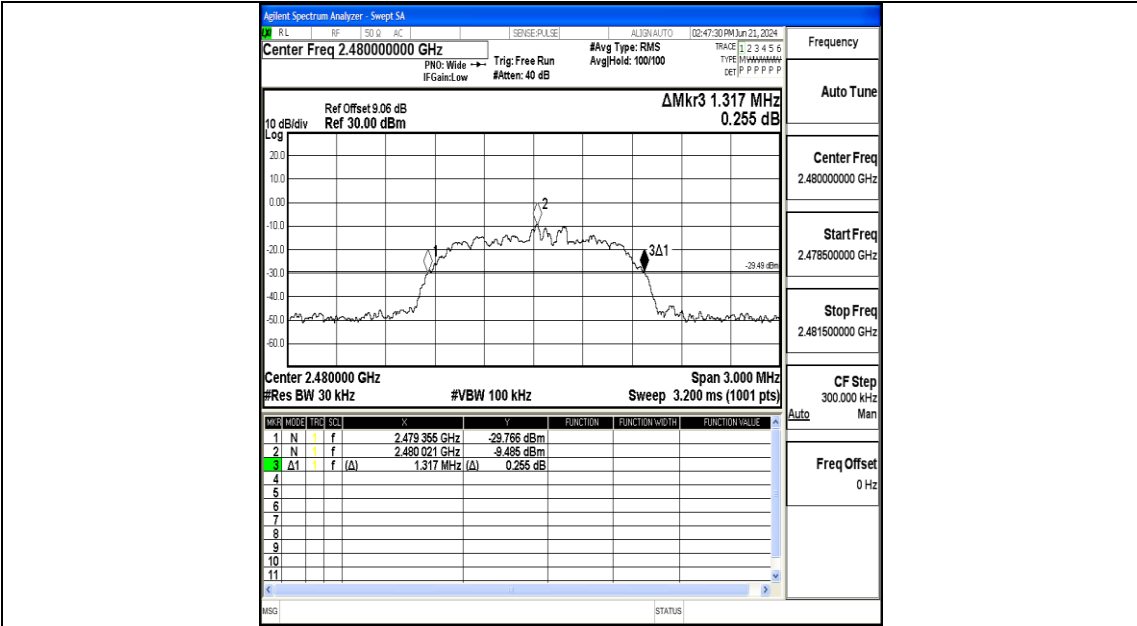 Agilent Spectrum Analyzer - Swept SA
RL RF 50 Ω AC SENSE:PULSE ALIGN AUTO 02:47:30 PM Jun 21, 2024
Center Freq 2.480000000 GHz
PNO: Wide
IFGain:Low
Trig: Free Run
#Atten: 40 dB
#Avg Type: RMS
Avg|Hold: 100/100
TRACE 1 2 3 4 5 6
TYPE
DET P P P P P P
ΔMkr3 1.317 MHz
0.255 dB
Ref Offset 9.06 dB
10 dB/div Ref 30.00 dBm
Log
20.0
10.0
0.00
-10.0
-20.0
-30.0
-40.0
-50.0
-60.0
1
2
3Δ1
-29.49 dBm
Center 2.480000 GHz Span 3.000 MHz
#Res BW 30 kHz #VBW 100 kHz Sweep 3.200 ms (1001 pts)
MKR MODE TRC SCL X Y FUNCTION FUNCTION WIDTH FUNCTION VALUE
1 N 1 f 2.479 355 GHz -29.766 dBm
2 N 1 f 2.480 021 GHz -9.485 dBm
3 Δ1 1 f (Δ) 1.317 MHz (Δ) 0.255 dB
4
5
6
7
8
9
10
11
MSG STATUS
Frequency
Auto Tune
Center Freq
2.480000000 GHz
Start Freq
2.478500000 GHz
Stop Freq
2.481500000 GHz
CF Step
300.000 kHz
Auto Man
Freq Offset
0 Hz